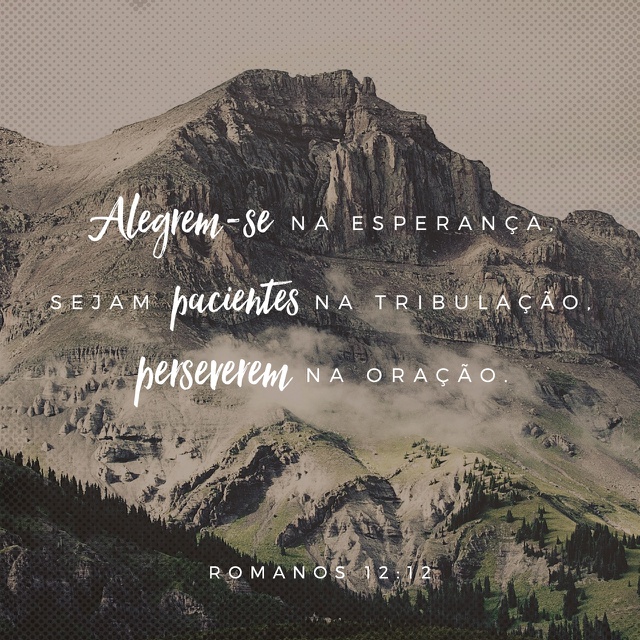 Alegrem-se NA ESPERANÇA,
SEJAM pacientes NA TRIBULAÇÃO,
perseverem NA ORAÇÃO.
ROMANOS 12:12